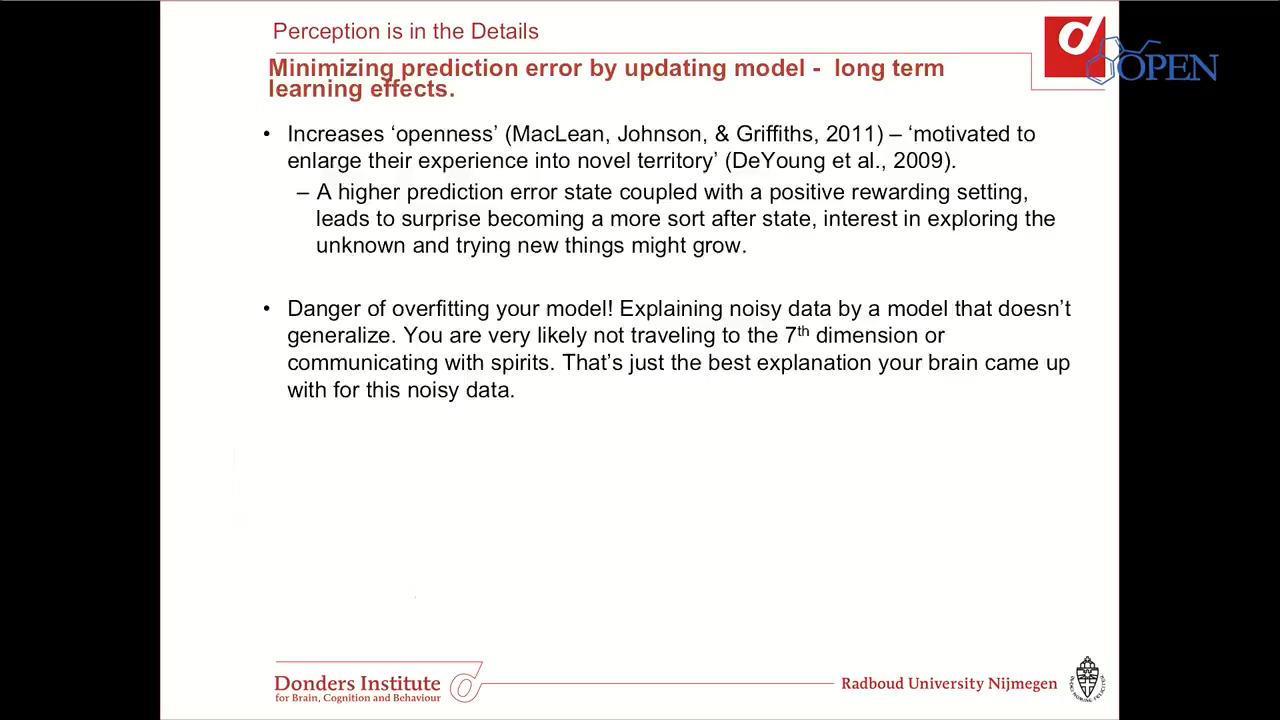 Perception is in the Details
OPEN
Minimizing prediction error by updating model - long term
learning effects.
• Increases ‘openness’ (MacLean, Johnson, & Griffiths, 2011) – ‘motivated to
enlarge their experience into novel territory’ (DeYoung et al., 2009).
– A higher prediction error state coupled with a positive rewarding setting,
leads to surprise becoming a more sort after state, interest in exploring the
unknown and trying new things might grow.
• Danger of overfitting your model! Explaining noisy data by a model that doesn’t
generalize. You are very likely not traveling to the 7th dimension or
communicating with spirits. That’s just the best explanation your brain came up
with for this noisy data.
Donders Institute
for Brain, Cognition and Behaviour
Radboud University Nijmegen